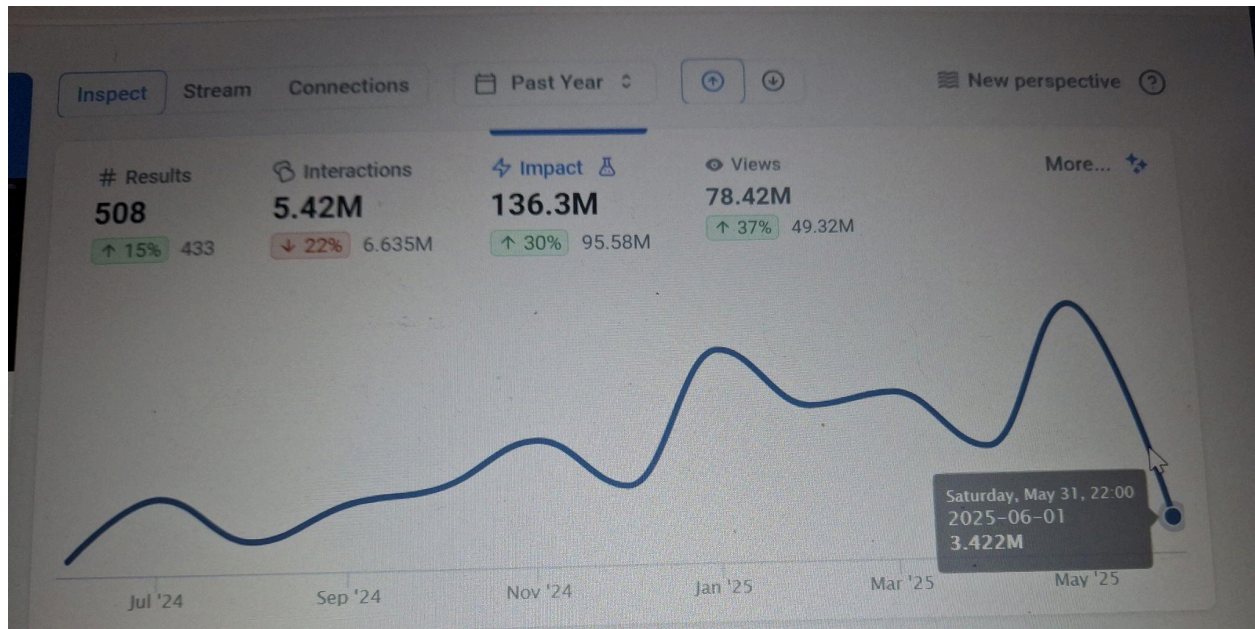 Inspect Stream Connections Past Year New perspective
# Results Interactions Impact Views More...
508 5.42M 136.3M 78.42M
↑ 15% 433 ↓ 22% 6.635M ↑ 30% 95.58M ↑ 37% 49.32M
Saturday, May 31, 22:00
2025-06-01
3.422M
Jul '24 Sep '24 Nov '24 Jan '25 Mar '25 May '25